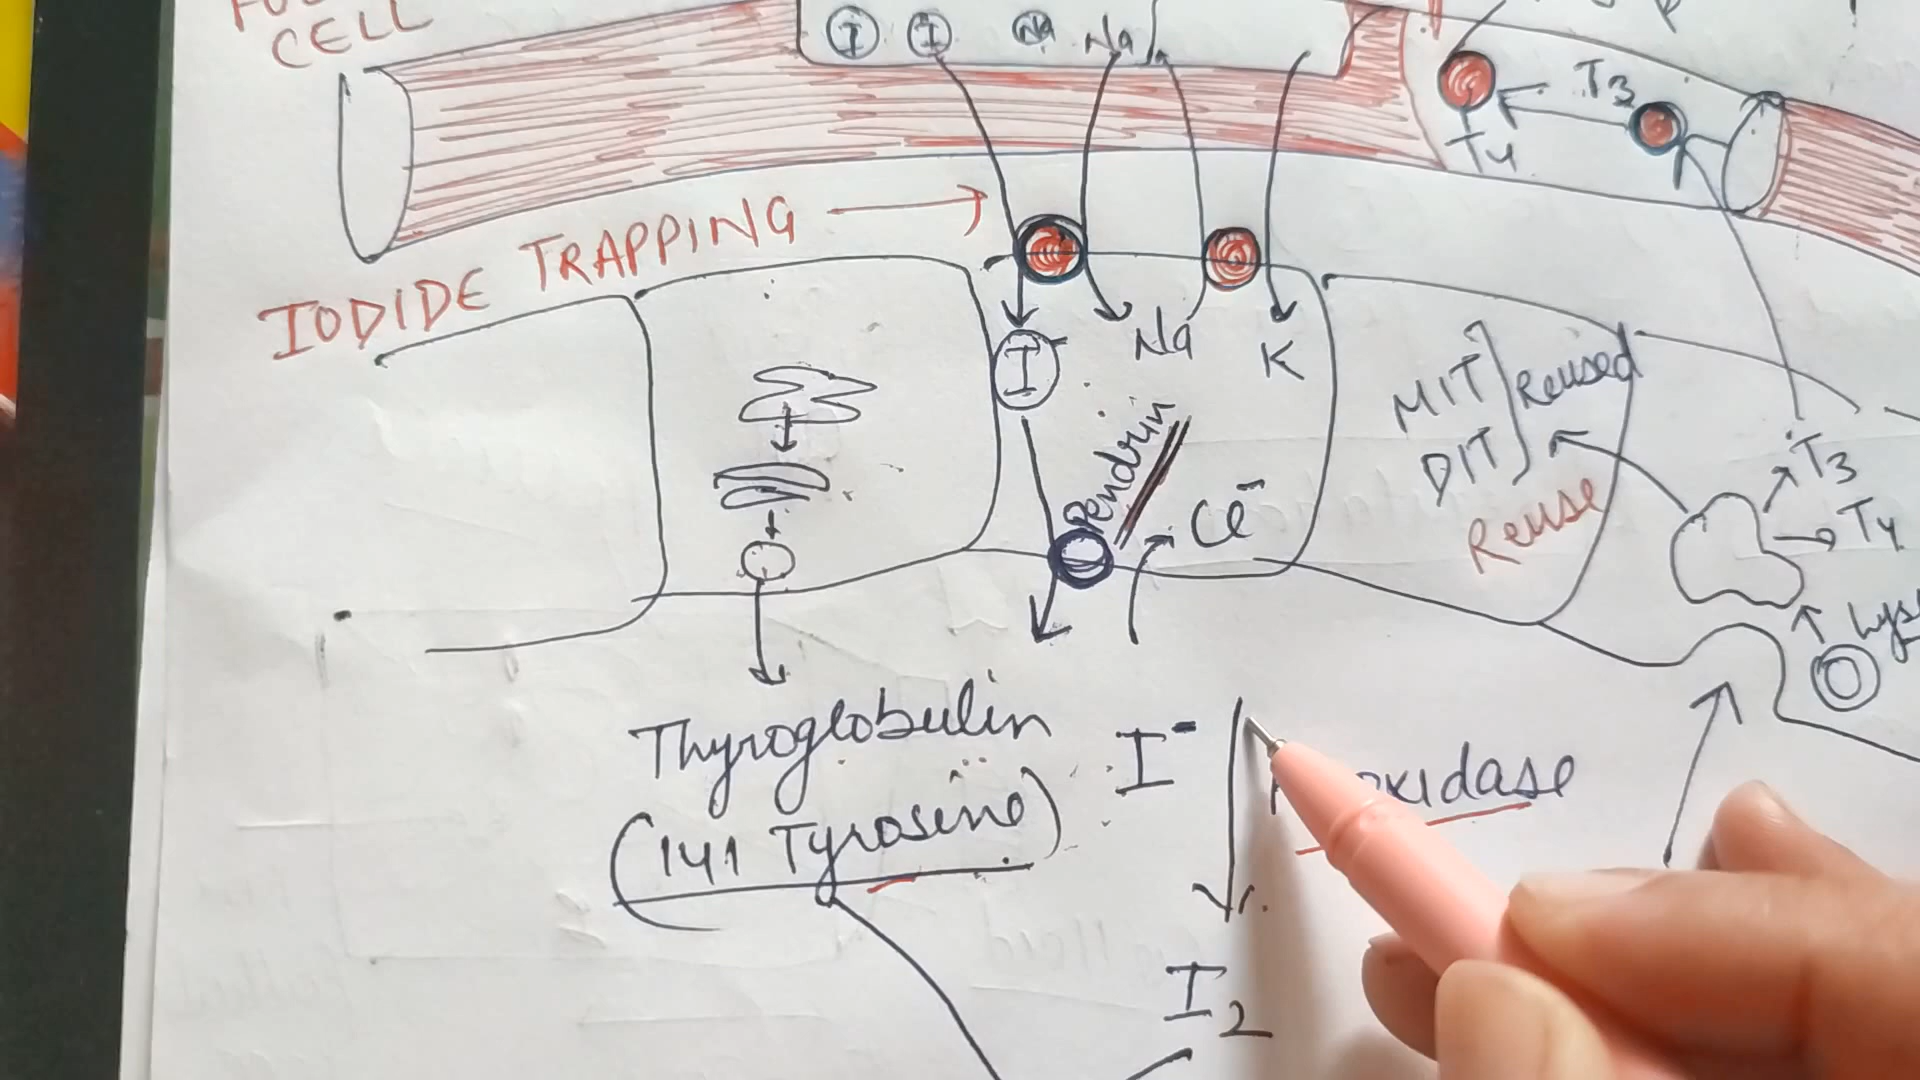 CELL
I I Na Na
T3
T4
IODIDE TRAPPING
I
Na
K
Pendrin
Cl-
MIT
DIT
Reused
Reuse
T3
T4
Thyroglobulin
(141 Tyrosine)
I-
I2